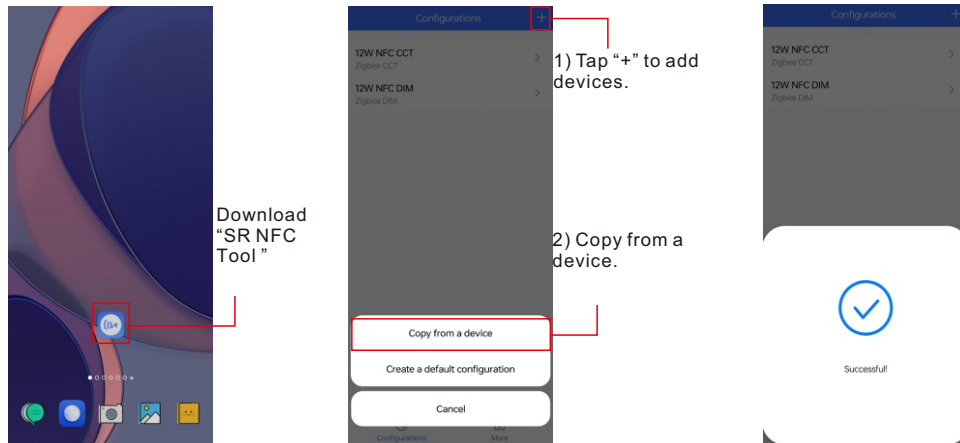 Download
“SR NFC
Tool ”
Configurations +
12W NFC CCT
Zigbee CCT
12W NFC DIM
Zigbee DIM
Copy from a device
Create a default configuration
Cancel
Configurations More
1) Tap “+” to add
devices.
2) Copy from a
device.
Configurations +
12W NFC CCT
Zigbee CCT
12W NFC DIM
Zigbee DIM
Successful!